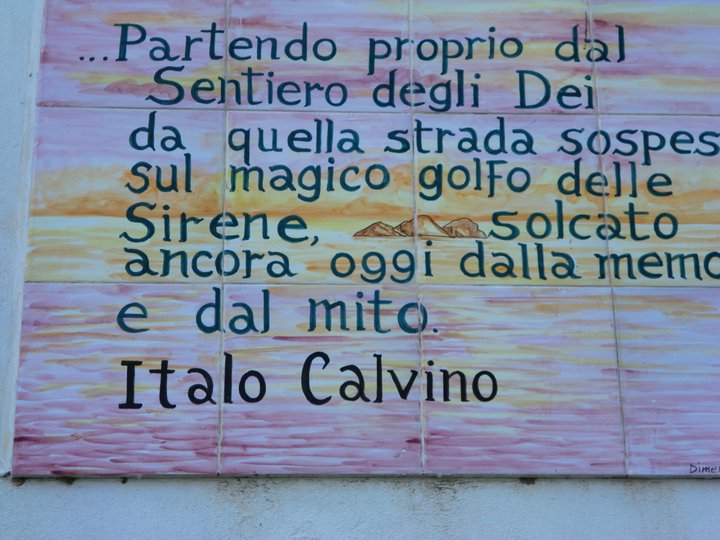 ...Partendo proprio dal
Sentiero degli Dei
da quella strada sospes
sul magico golfo delle
Sirene, solcato
ancora oggi dalla memo
e dal mito.
Italo Calvino
Dime